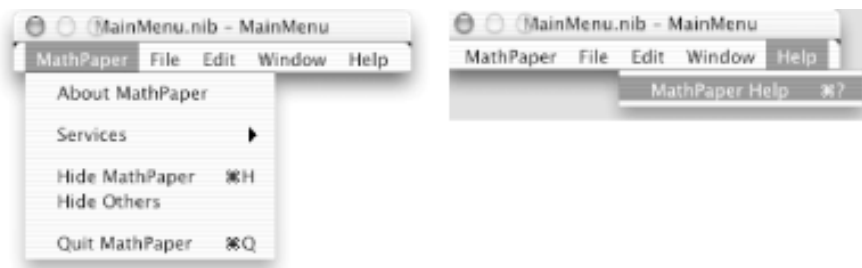 MainMenu.nib – MainMenu
MathPaper File Edit Window Help
About MathPaper
Services
Hide MathPaper ⌘H
Hide Others
Quit MathPaper ⌘Q
MainMenu.nib – MainMenu
MathPaper File Edit Window Help
MathPaper Help ⌘?